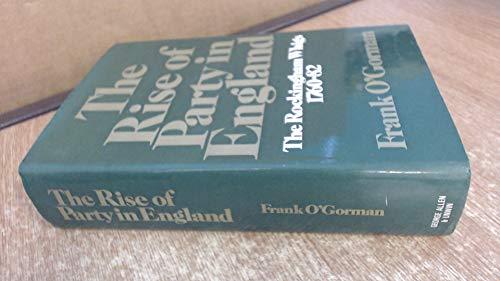 The
Rise of
Party in
England
The Rockingham Whigs
1760-82
Frank O'Gorman
The Rise of
Party in England
Frank O'Gorman
GEORGE ALLEN
& UNWIN